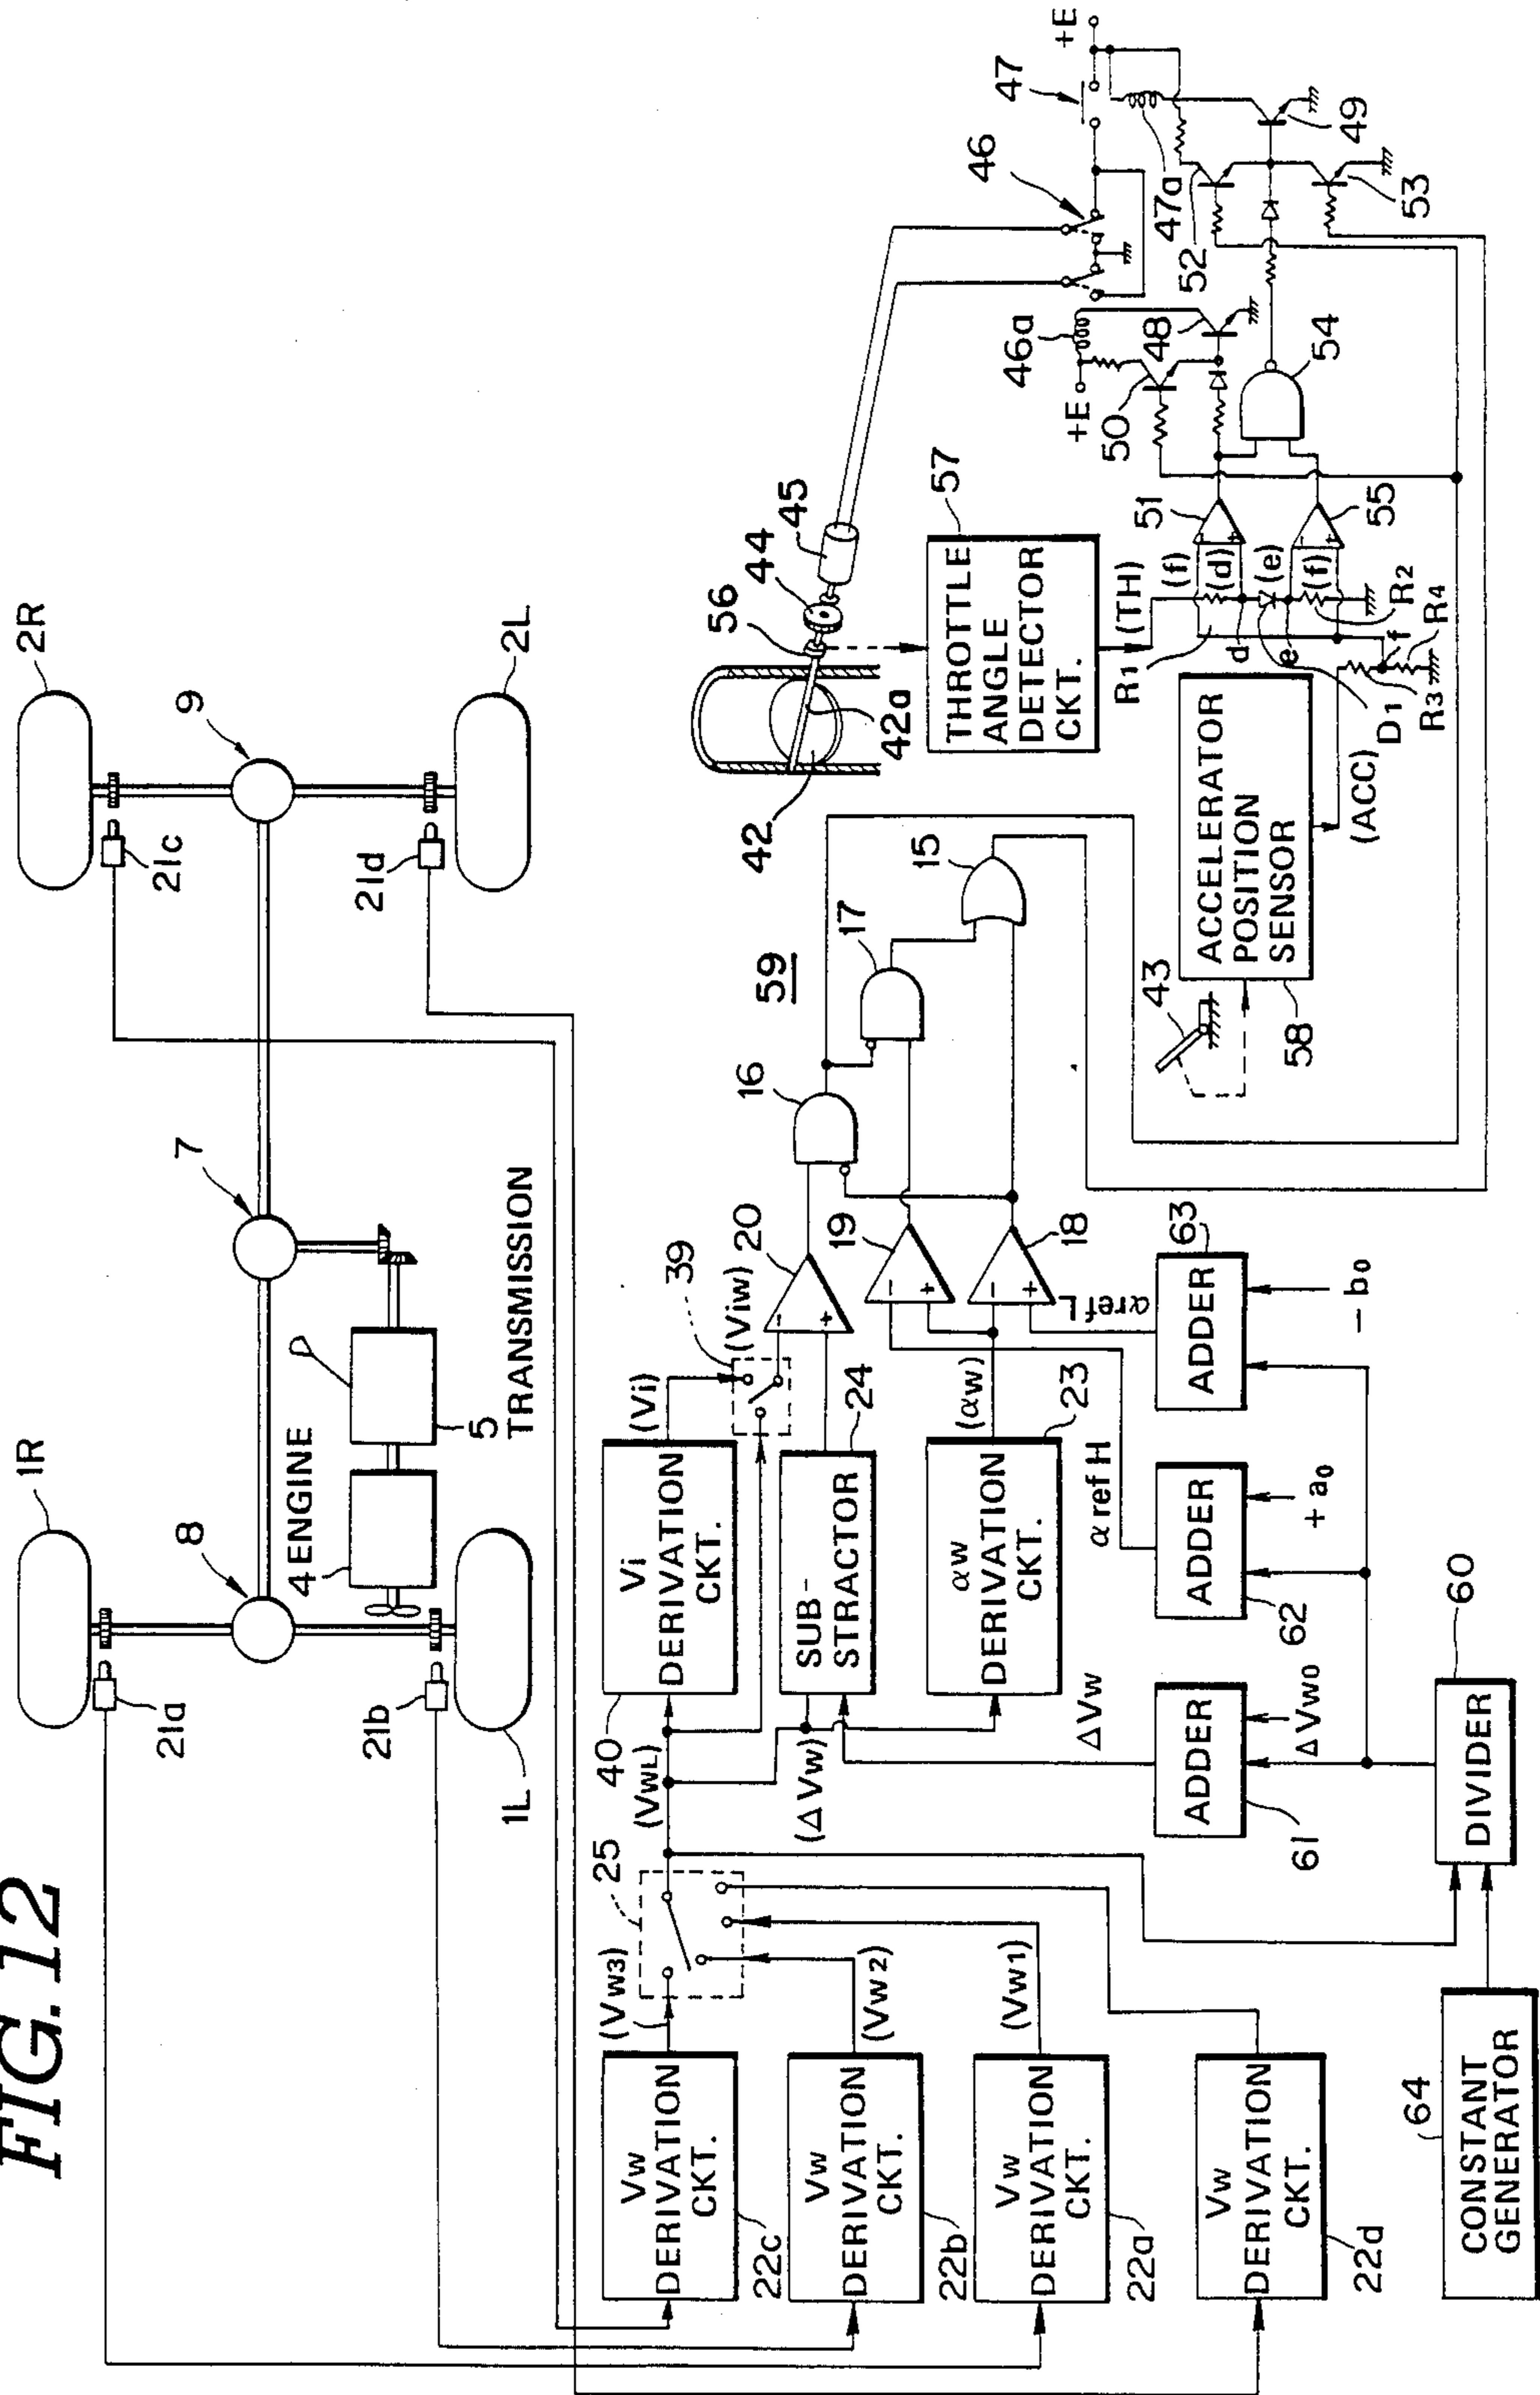 FIG. 12
1R
2R
21a
8
7
9
21c
4 ENGINE
5
TRANSMISSION
21b
21d
1L
2L
Vw
DERIVATION
CKT.
22c
(Vw3)
25
(VwL)
40
Vi
DERIVATION
CKT.
(Vi)
39
(Viw)
20
16
59
17
15
Vw
DERIVATION
CKT.
22b
(Vw2)
(ΔVw)
SUB-
STRACTOR
24
Vw
DERIVATION
CKT.
22a
(Vw1)
ΔVw
αw
DERIVATION
CKT.
23
(αw)
19
18
α ref H
α ref L
Vw
DERIVATION
CKT.
22d
ADDER
61
ΔVwo
ADDER
62
+ ao
ADDER
63
− bo
CONSTANT
GENERATOR
64
DIVIDER
60
42
42a
56
44
45
46
47
+E
THROTTLE
ANGLE
DETECTOR
CKT.
57
(TH)
46a
+E
50
48
47a
52
49
53
54
51
55
(f)
(d)
(e)
(f)
R1
d
e
f
R2
R4
R3
D1
43
ACCELERATOR
POSITION
SENSOR
58
(ACC)
− + − + − + − + − +